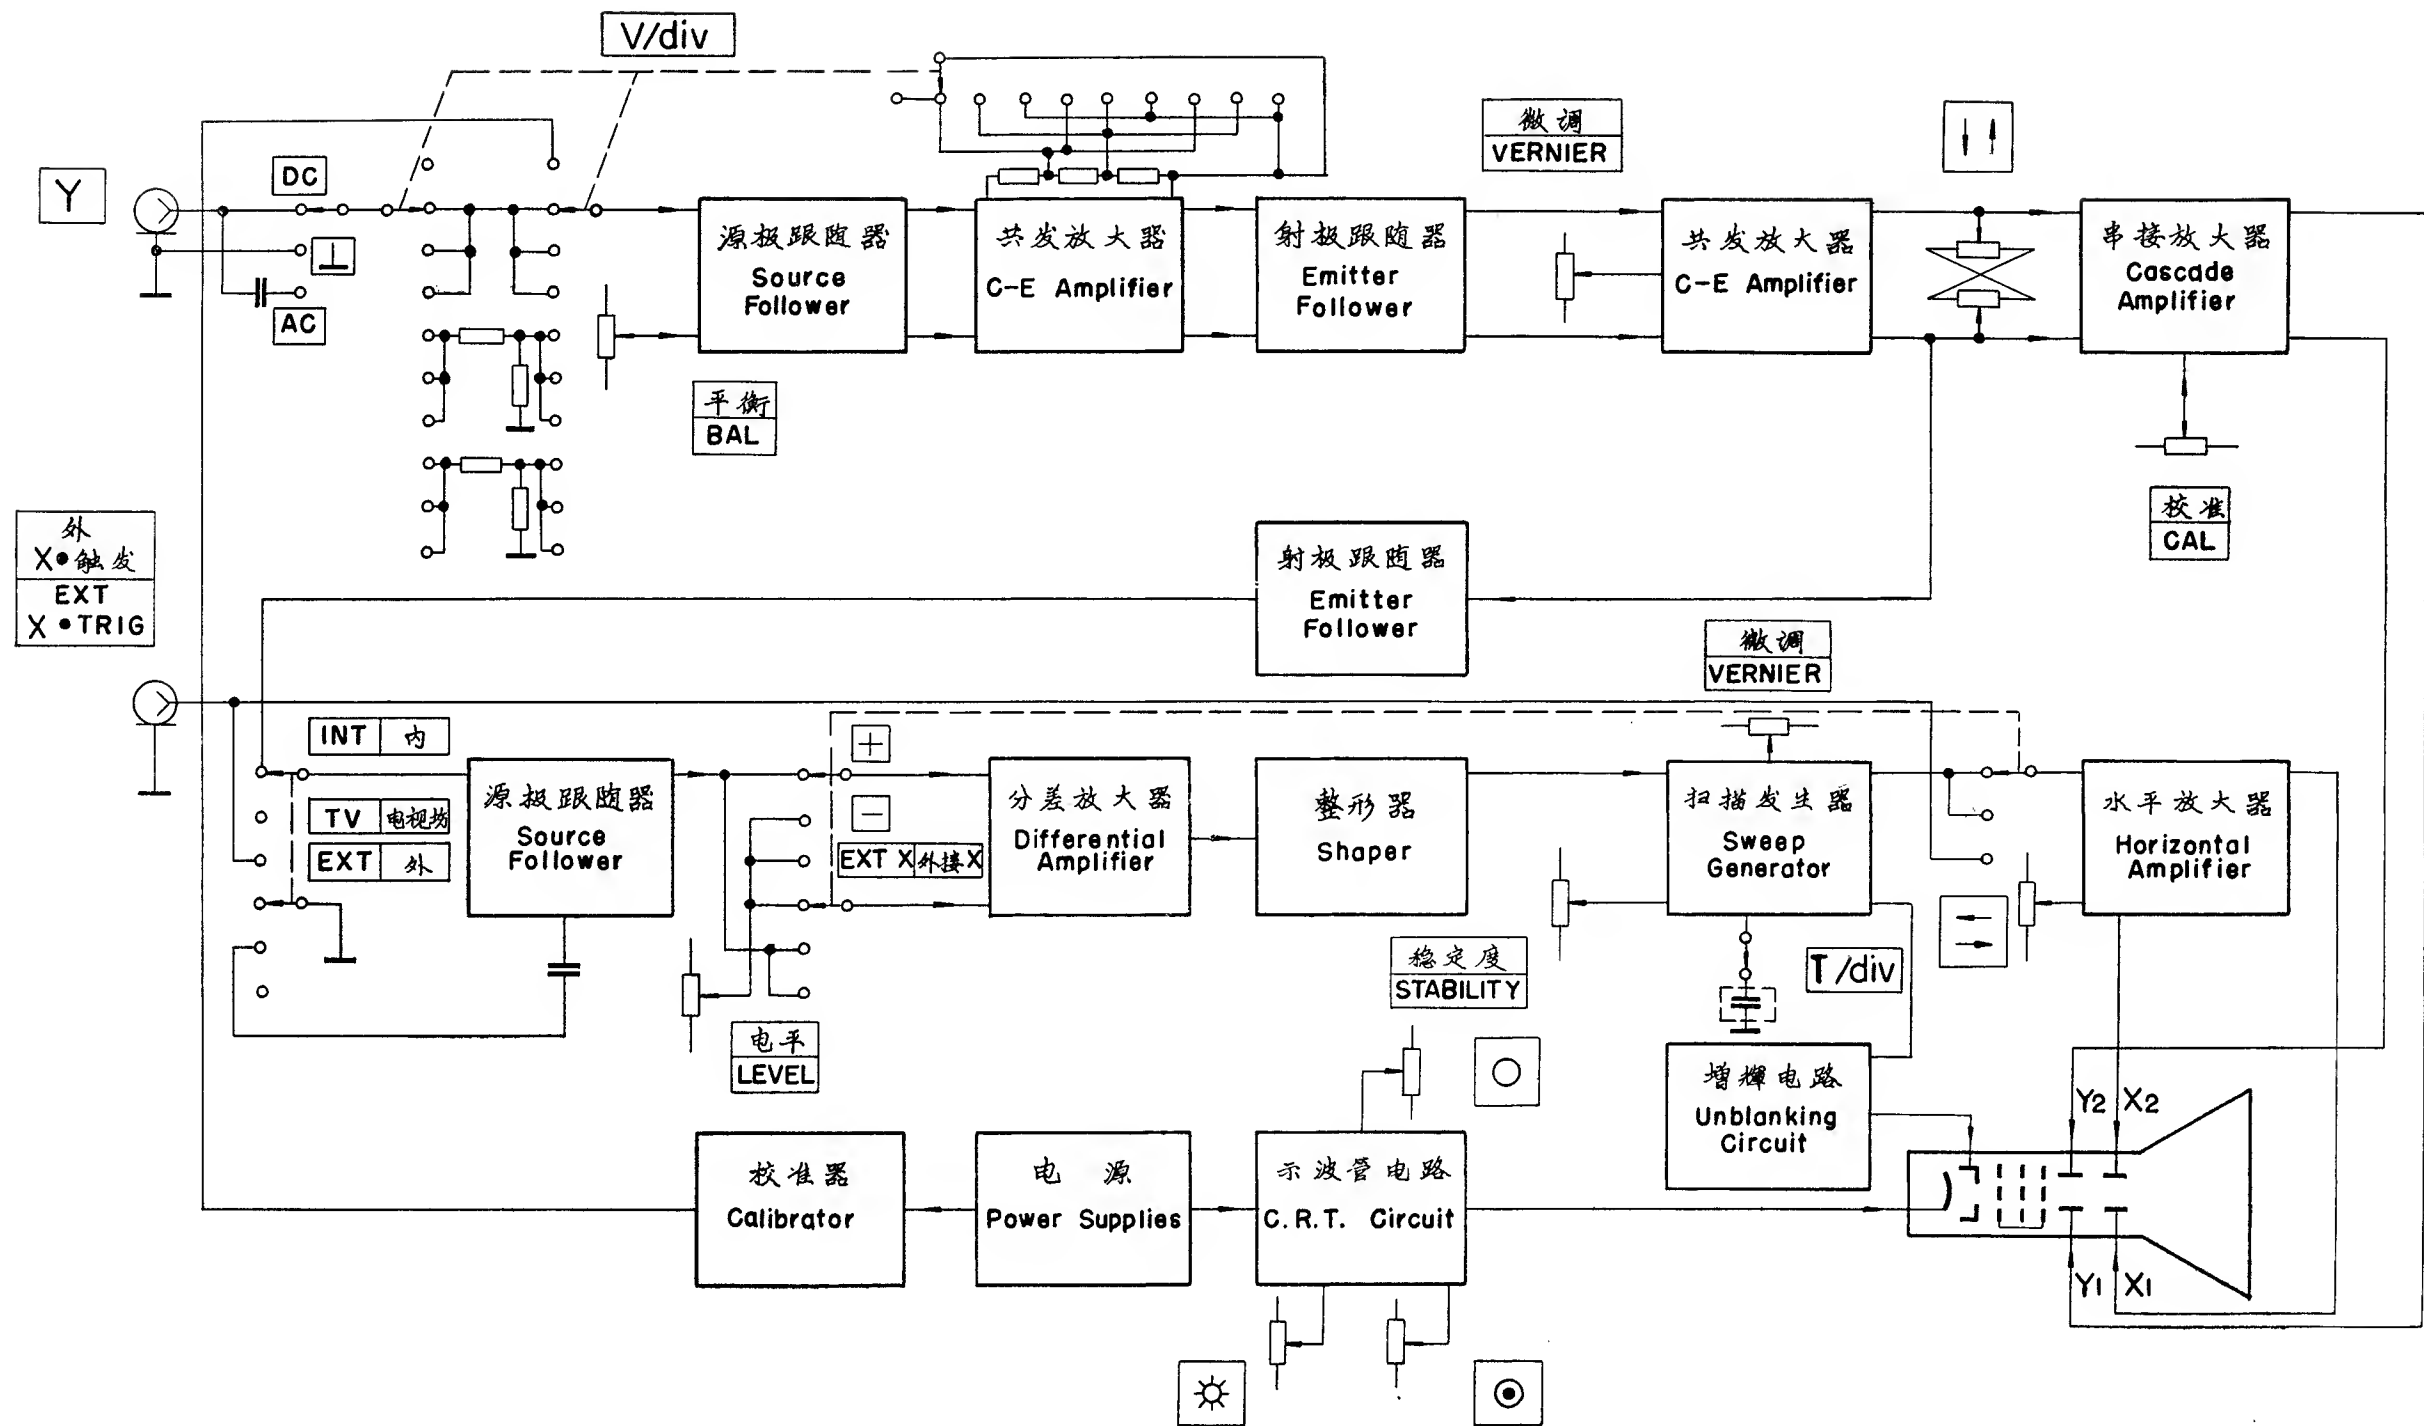 V/div
微调
VERNIER
Y
DC
⊥
AC
源极跟随器
Source
Follower
共发放大器
C-E Amplifier
射极跟随器
Emitter
Follower
共发放大器
C-E Amplifier
串接放大器
Cascade
Amplifier
平衡
BAL
校准
CAL
外
X•触发
EXT
X•TRIG
射极跟随器
Emitter
Follower
微调
VERNIER
INT 内
TV 电视场
EXT 外
源极跟随器
Source
Follower
+
−
EXT X 外接X
分差放大器
Differential
Amplifier
整形器
Shaper
扫描发生器
Sweep
Generator
水平放大器
Horizontal
Amplifier
稳定度
STABILITY
T/div
电平
LEVEL
增辉电路
Unblanking
Circuit
Y2 X2
校准器
Calibrator
电源
Power Supplies
示波管电路
C.R.T. Circuit
Y1 X1